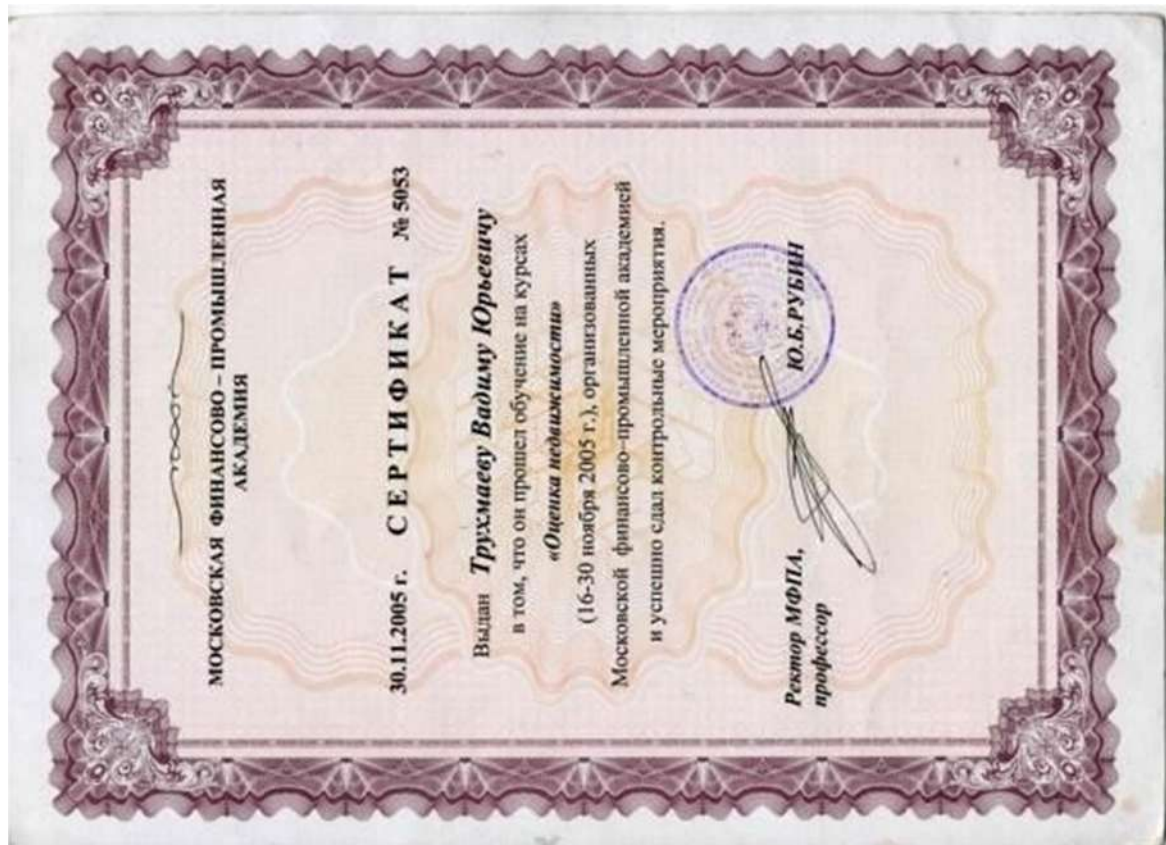 МОСКОВСКАЯ ФИНАНСОВО – ПРОМЫШЛЕННАЯ
АКАДЕМИЯ
30.11.2005 г. СЕРТИФИКАТ № 5053
Выдан Трухмаеву Вадиму Юрьевичу
в том, что он прошел обучение на курсах
«Оценка недвижимости»
(16-30 ноября 2005 г.), организованных
Московской финансово–промышленной академией
и успешно сдал контрольные мероприятия.
Ректор МФПА,
профессор Ю.Б.РУБИН